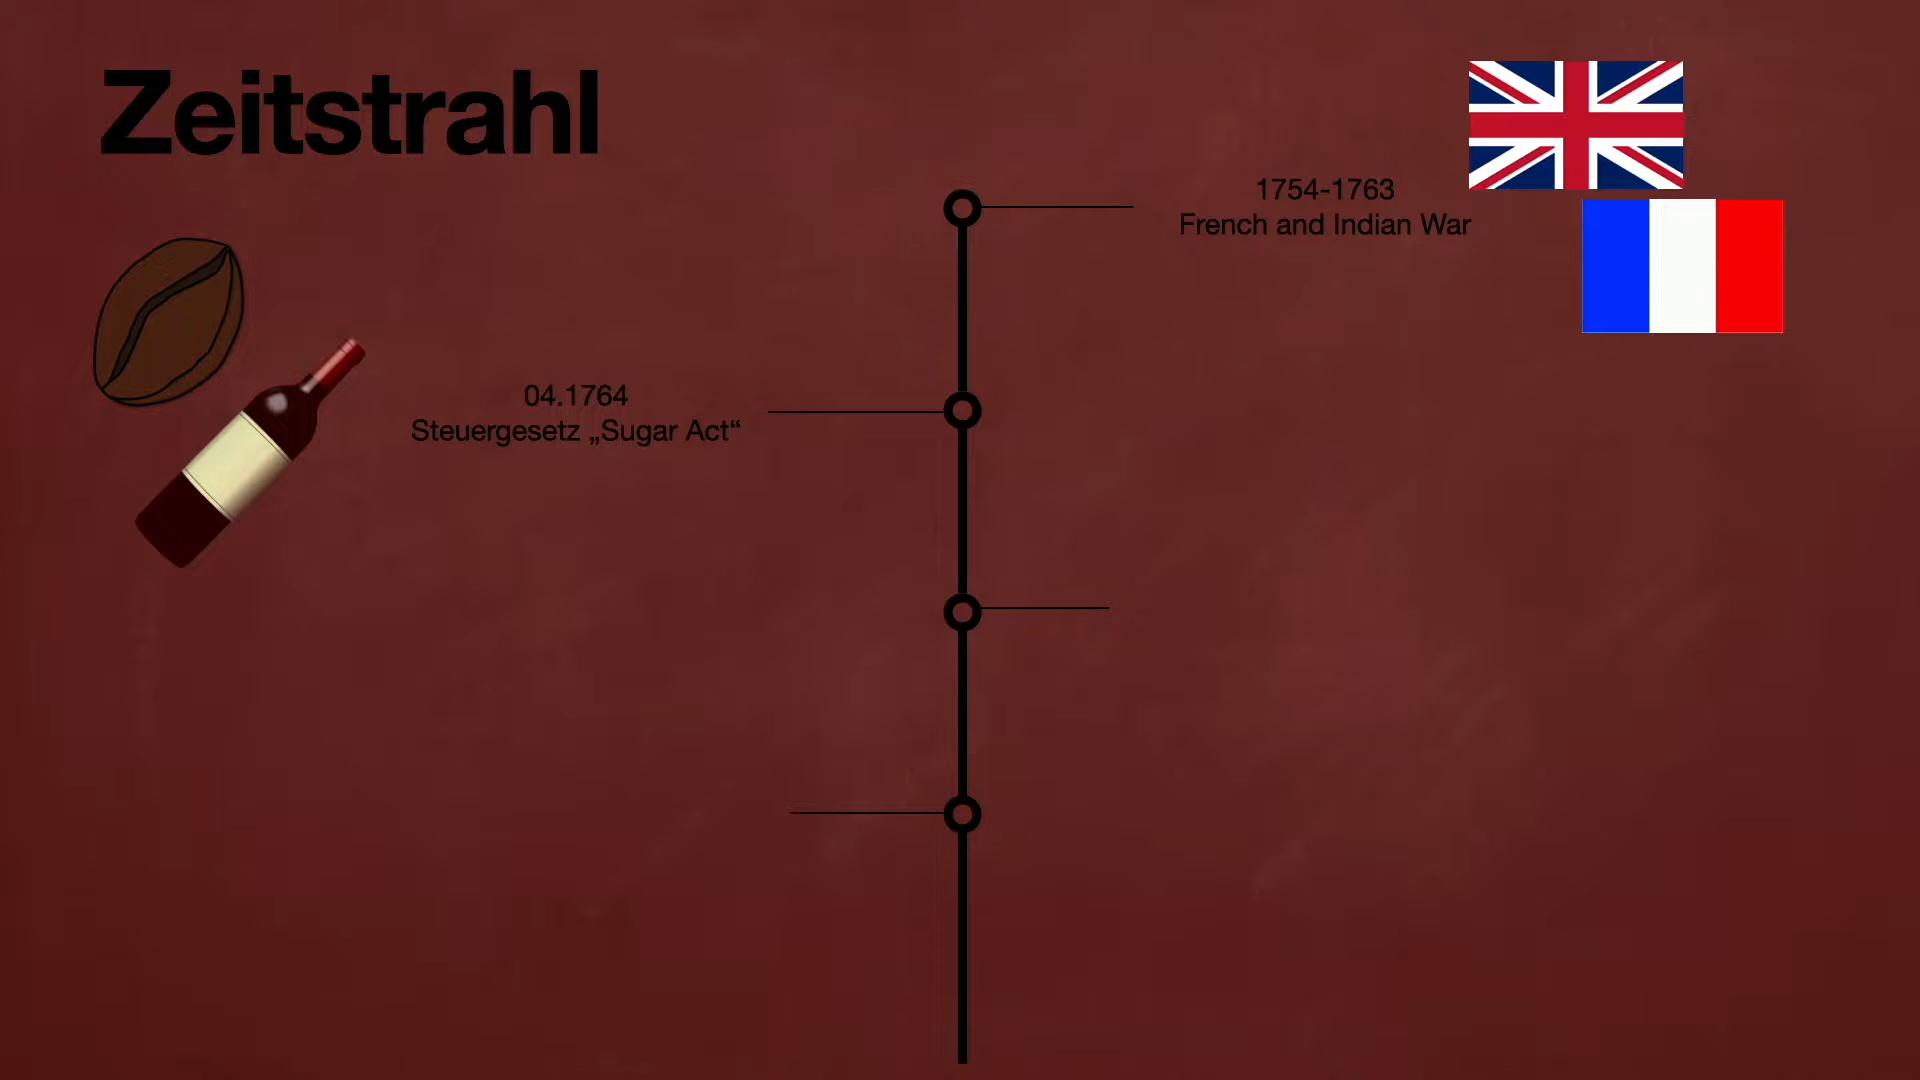 Zeitstrahl
1754-1763
French and Indian War
04.1764
Steuergesetz „Sugar Act“